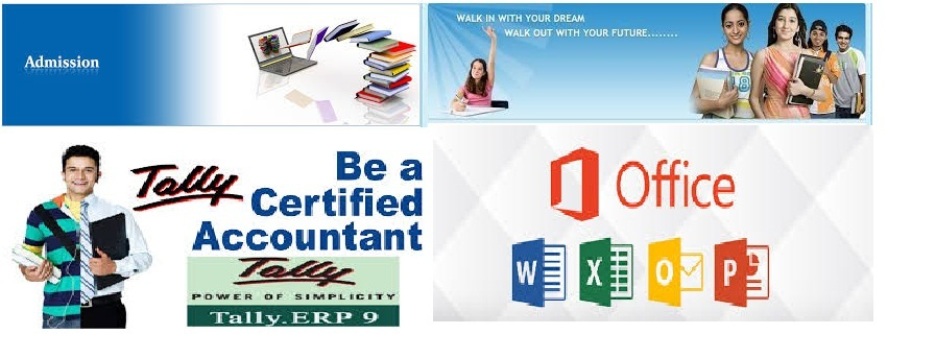 Admission
WALK IN WITH YOUR DREAM
WALK OUT WITH YOUR FUTURE.......
Tally
Be a
Certified
Accountant
Tally
POWER OF SIMPLICITY
Tally.ERP 9
Office
W X O P